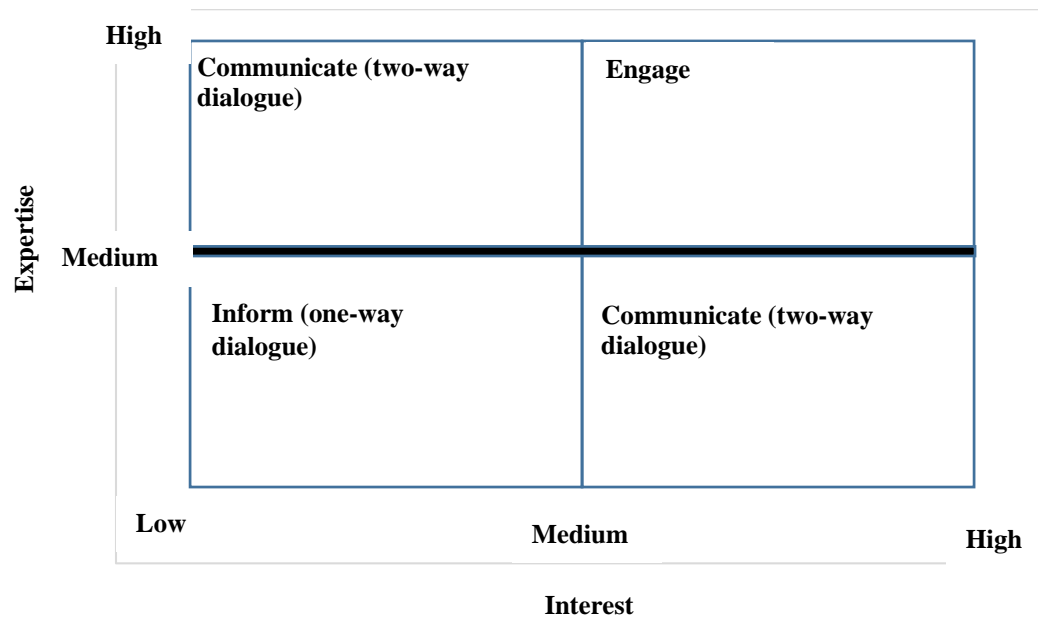 High
Communicate (two-way
dialogue)
Engage
Expertise
Medium
Inform (one-way
dialogue)
Communicate (two-way
dialogue)
Low
Medium
High
Interest